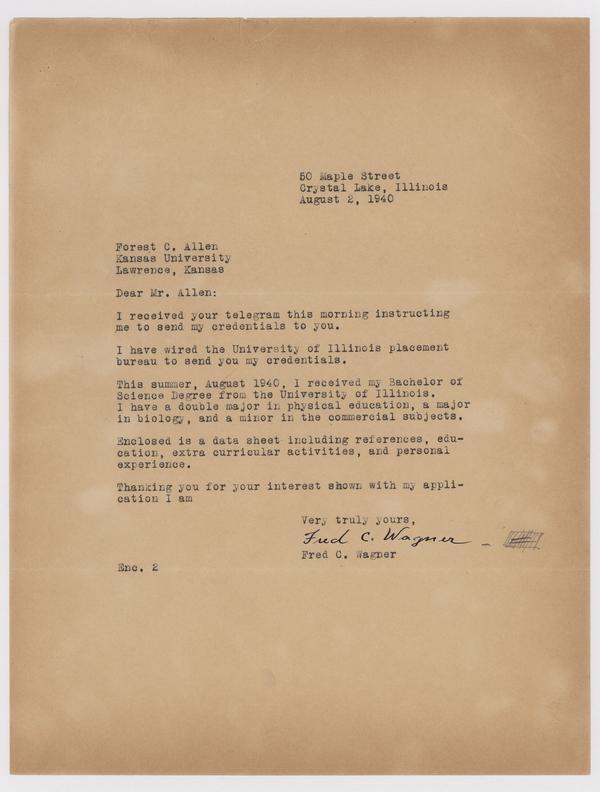 50 Maple Street
Crystal Lake, Illinois
August 2, 1940
Forest C. Allen
Kansas University
Lawrence, Kansas
Dear Mr. Allen:
I received your telegram this morning instructing
me to send my credentials to you.
I have wired the University of Illinois placement
bureau to send you my credentials.
This summer, August 1940, I received my Bachelor of
Science Degree from the University of Illinois.
I have a double major in physical education, a major
in biology, and a minor in the commercial subjects.
Enclosed is a data sheet including references, edu-
cation, extra curricular activities, and personal
experience.
Thanking you for your interest shown with my appli-
cation I am
Very truly yours,
Fred C. Wagner
Fred C. Wagner
Enc. 2